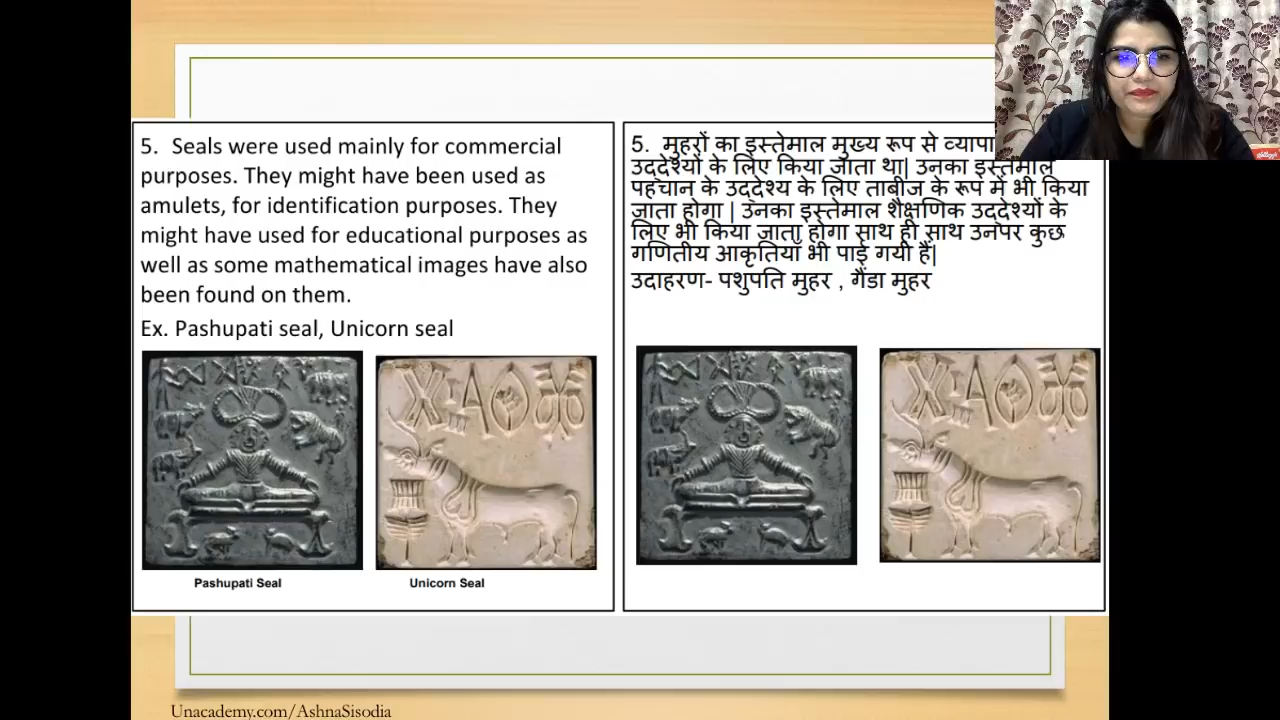 5. Seals were used mainly for commercial
purposes. They might have been used as
amulets, for identification purposes. They
might have used for educational purposes as
well as some mathematical images have also
been found on them.
Ex. Pashupati seal, Unicorn seal
Pashupati Seal
Unicorn Seal
5. मुहरों का इस्तेमाल मुख्य रूप से
उद्देश्यों के लिए किया जाता था| उनका इस्तेमाल
पहचान के उद्देश्य के लिए ताबीज के रूप में भी किया
जाता होगा | उनका इस्तेमाल शैक्षणिक उद्देश्यों के
लिए भी किया जाता होगा साथ ही साथ उनपर कुछ
गणितीय आकृतियाँ भी पाई गयी हैं|
उदाहरण- पशुपति मुहर , गैंडा मुहर
Unacademy.com/AshnaSisodia